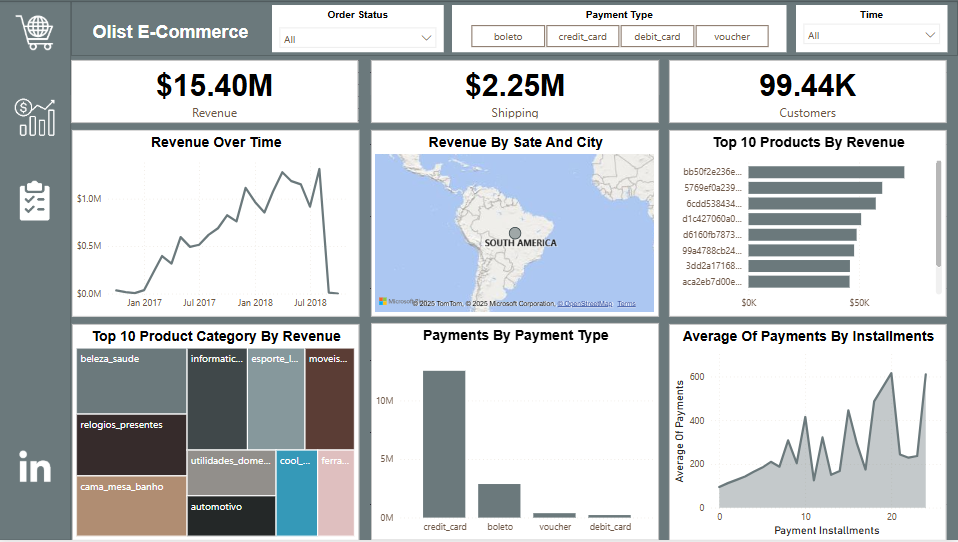 Olist E-Commerce
Order Status
All
Payment Type
boleto
credit_card
debit_card
voucher
Time
All
$15.40M
Revenue
$2.25M
Shipping
99.44K
Customers
Revenue Over Time
$1.0M
$0.5M
$0.0M
Jan 2017
Jul 2017
Jan 2018
Jul 2018
Revenue By Sate And City
SOUTH AMERICA
© 2025 TomTom, © 2025 Microsoft Corporation, © OpenStreetMap Terms
Top 10 Products By Revenue
bb50f2e236e...
5769ef0a239...
6cdd538434...
d1c427060a0...
d6160fb7873...
99a4788cb24...
3dd2a17168...
aca2eb7d00e...
$0K
$50K
Top 10 Product Category By Revenue
beleza_saude
informatic...
esporte_l...
moveis...
relogios_presentes
utilidades_dome...
cool_...
ferra...
cama_mesa_banho
automotivo
Payments By Payment Type
10M
5M
0M
credit_card
boleto
voucher
debit_card
Average Of Payments By Installments
Average Of Payments
600
400
200
0
0
10
20
Payment Installments
in